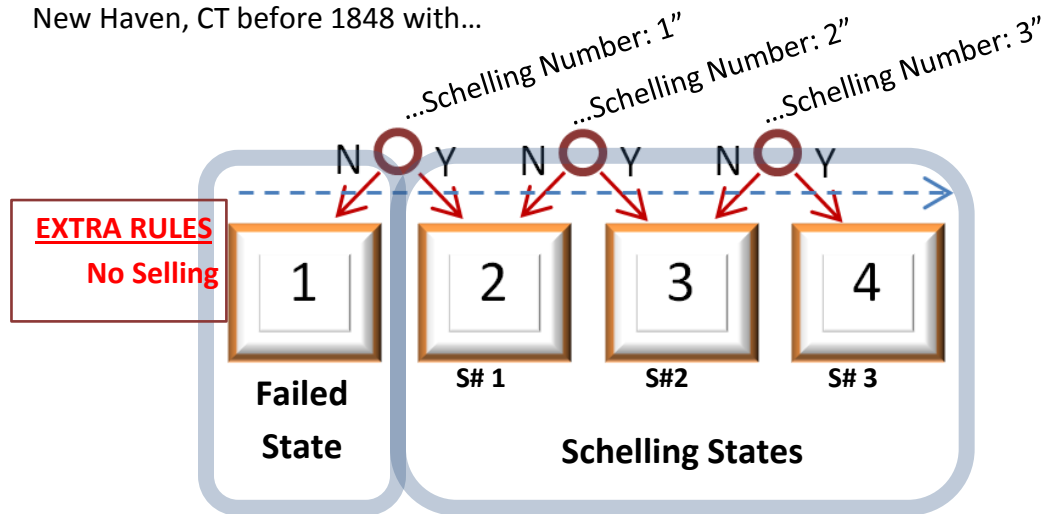 New Haven, CT before 1848 with…
…Schelling Number: 1”
…Schelling Number: 2”
…Schelling Number: 3”
N Y N Y N Y
EXTRA RULES
No Selling
1 2 3 4
S# 1 S#2 S# 3
Failed
State
Schelling States